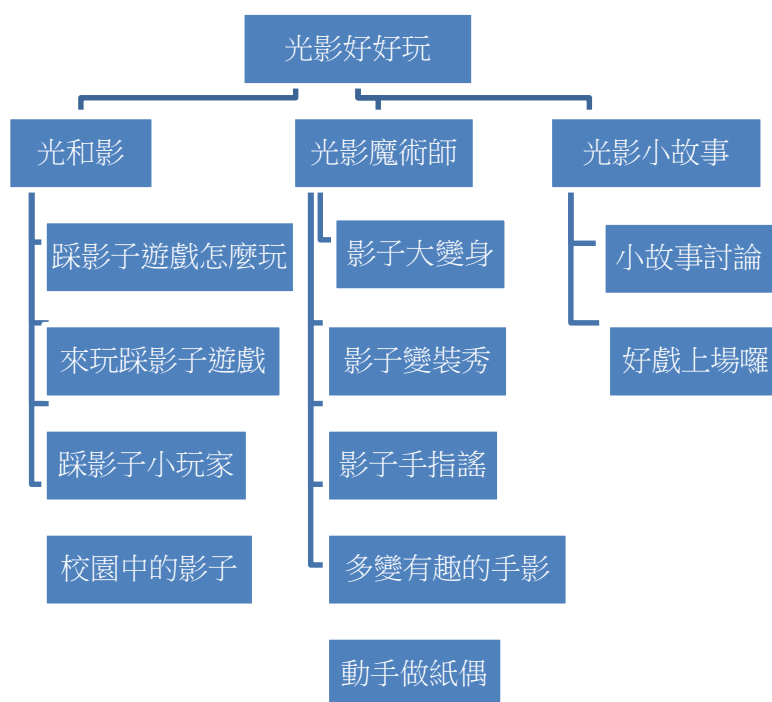 光影好好玩
光和影
踩影子遊戲怎麼玩
來玩踩影子遊戲
踩影子小玩家
校園中的影子
光影魔術師
影子大變身
影子變裝秀
影子手指謠
多變有趣的手影
動手做紙偶
光影小故事
小故事討論
好戲上場囉